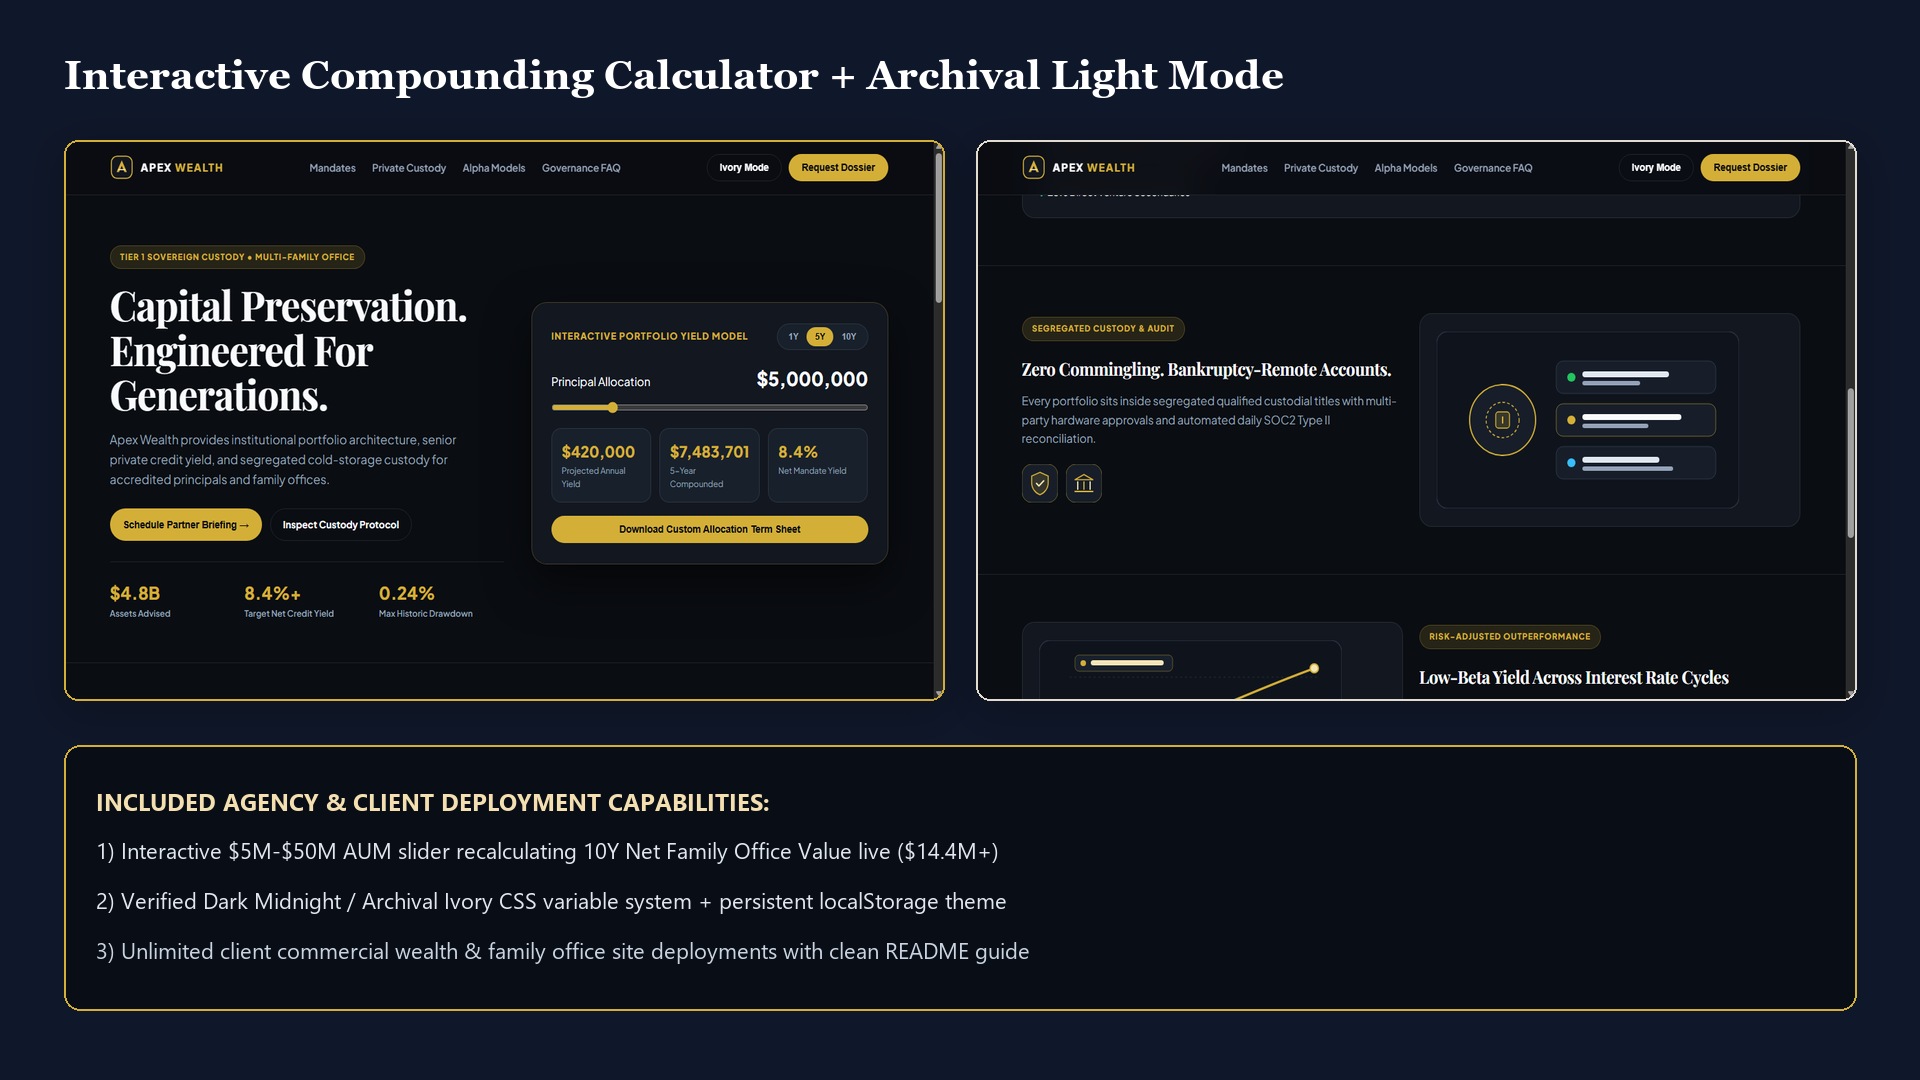 Interactive Compounding Calculator + Archival Light Mode
A APEX WEALTH
Mandates Private Custody Alpha Models Governance FAQ
Ivory Mode Request Dossier
TIER 1 SOVEREIGN CUSTODY • MULTI-FAMILY OFFICE
Capital Preservation.
Engineered For
Generations.
Apex Wealth provides institutional portfolio architecture, senior
private credit yield, and segregated cold-storage custody for
accredited principals and family offices.
Schedule Partner Briefing → Inspect Custody Protocol
$4.8B 8.4%+ 0.24%
Assets Advised Target Net Credit Yield Max Historic Drawdown
INTERACTIVE PORTFOLIO YIELD MODEL 1Y 5Y 10Y
Principal Allocation $5,000,000
$420,000 $7,483,701 8.4%
Projected Annual 5-Year Net Mandate Yield
Yield Compounded
Download Custom Allocation Term Sheet
A APEX WEALTH
Mandates Private Custody Alpha Models Governance FAQ
Ivory Mode Request Dossier
SEGREGATED CUSTODY & AUDIT
Zero Commingling. Bankruptcy-Remote Accounts.
Every portfolio sits inside segregated qualified custodial titles with multi-
party hardware approvals and automated daily SOC2 Type II
reconciliation.
RISK-ADJUSTED OUTPERFORMANCE
Low-Beta Yield Across Interest Rate Cycles
INCLUDED AGENCY & CLIENT DEPLOYMENT CAPABILITIES:
1) Interactive $5M-$50M AUM slider recalculating 10Y Net Family Office Value live ($14.4M+)
2) Verified Dark Midnight / Archival Ivory CSS variable system + persistent localStorage theme
3) Unlimited client commercial wealth & family office site deployments with clean README guide